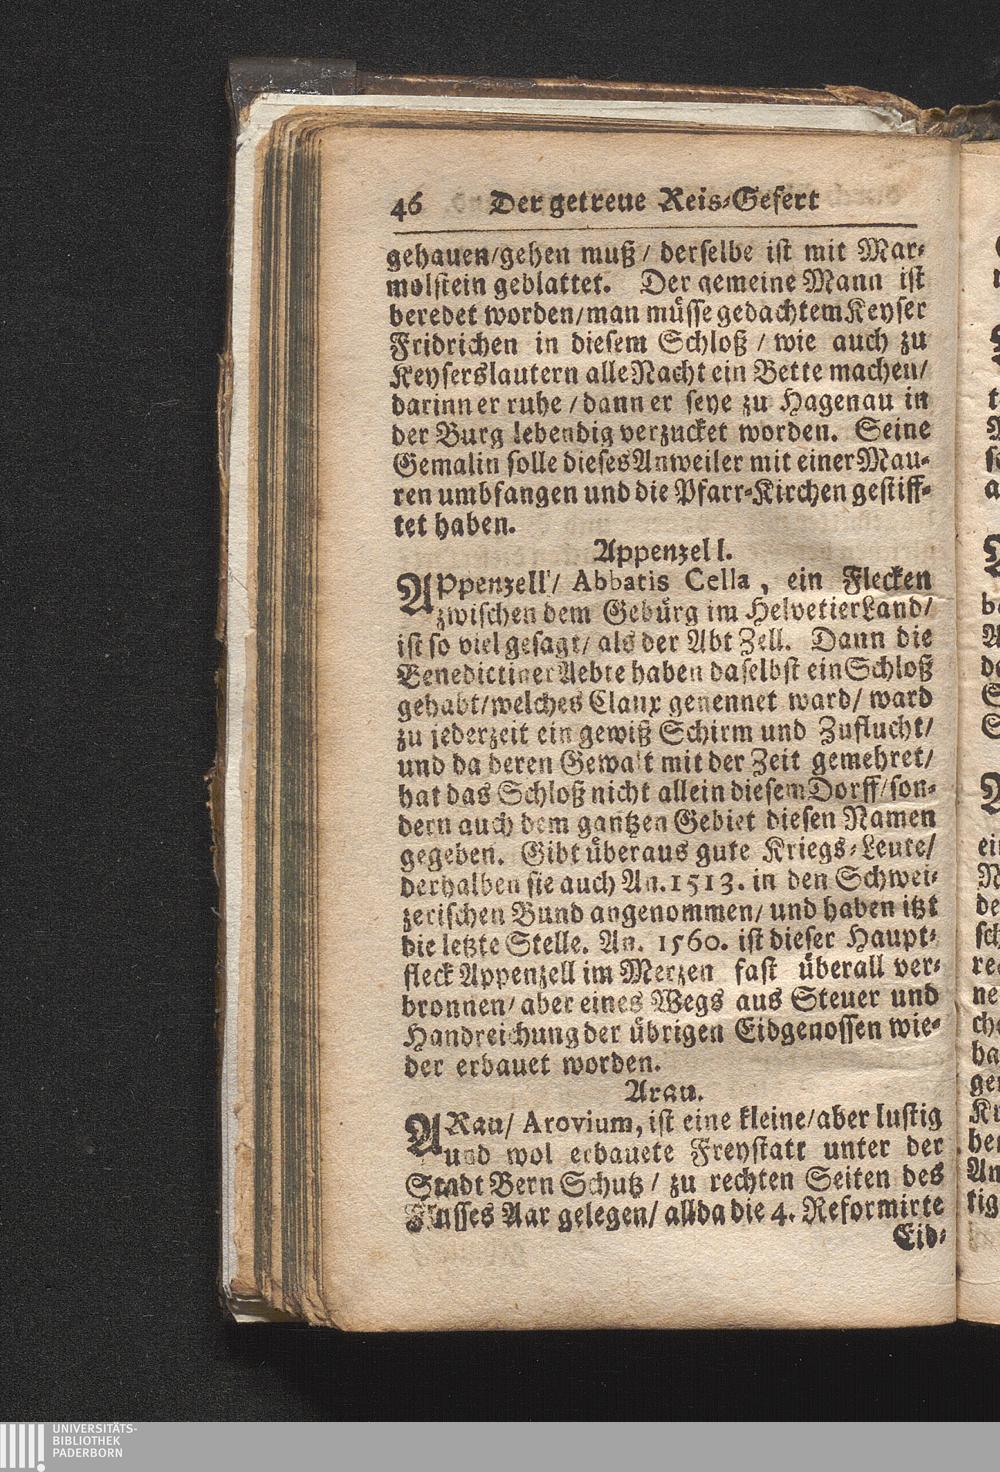 46 Der getreue Reis-Gefert
gehauen/gehen muß/ derselbe ist mit Mar-
molstein geblattet. Der gemeine Mann ist
beredet worden/man müsse gedachtem Keyser
Fridrichen in diesem Schloß / wie auch zu
Keyserslautern alle Nacht ein Bette machen/
darinn er ruhe / dann er seye zu Hagenau in
der Burg lebendig verzucket worden. Seine
Gemalin solle dieses Anweiler mit einer Mau-
ren umbfangen und die Pfarr-Kirchen gestiff-
tet haben.
Appenzell.
APpenzell/ Abbatis Cella, ein Flecken
zwischen dem Gebürg im Helvetier Land/
ist so viel gesagt/ als der Abt Zell. Dann die
Benedictiner Aebte haben daselbst ein Schloß
gehabt/welches Clanx genennet ward/ ward
zu jederzeit ein gewiß Schirm und Zuflucht/
und da deren Gewalt mit der Zeit gemehret/
hat das Schloß nicht allein diesem Dorff/son-
dern auch dem gantzen Gebiet diesen Namen
gegeben. Gibt überaus gute Kriegs-Leute/
derhalben sie auch An. 1513. in den Schwei-
zerischen Bund angenommen/ und haben itzt
die letzte Stelle. An. 1560. ist dieser Haupt-
fleck Appenzell im Merzen fast überall ver-
bronnen/ aber eines Wegs aus Steuer und
Handreichung der übrigen Eidgenossen wie-
der erbauet worden.
Arau.
ARau/ Arovium, ist eine kleine/aber lustig
und wol erbauete Freystatt unter der
Stadt Bern Schutz / zu rechten Seiten des
Flusses Aar gelegen/ allda die 4. Reformirte
Eid-
UNIVERSITÄTS-
BIBLIOTHEK
PADERBORN